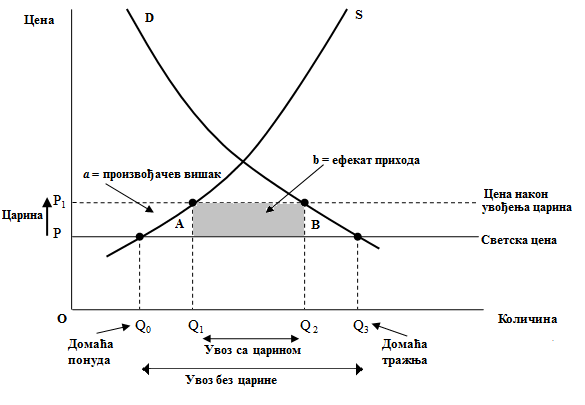 Цена
D
S
b = ефекат прихода
a = произвођачев вишак
P₁
Цена након
увођења царина
Царина
A
B
P
Светска цена
O
Q₀
Q₁
Q₂
Q₃
Количина
Домаћа
понуда
Увоз са царином
Домаћа
тражња
Увоз без царине